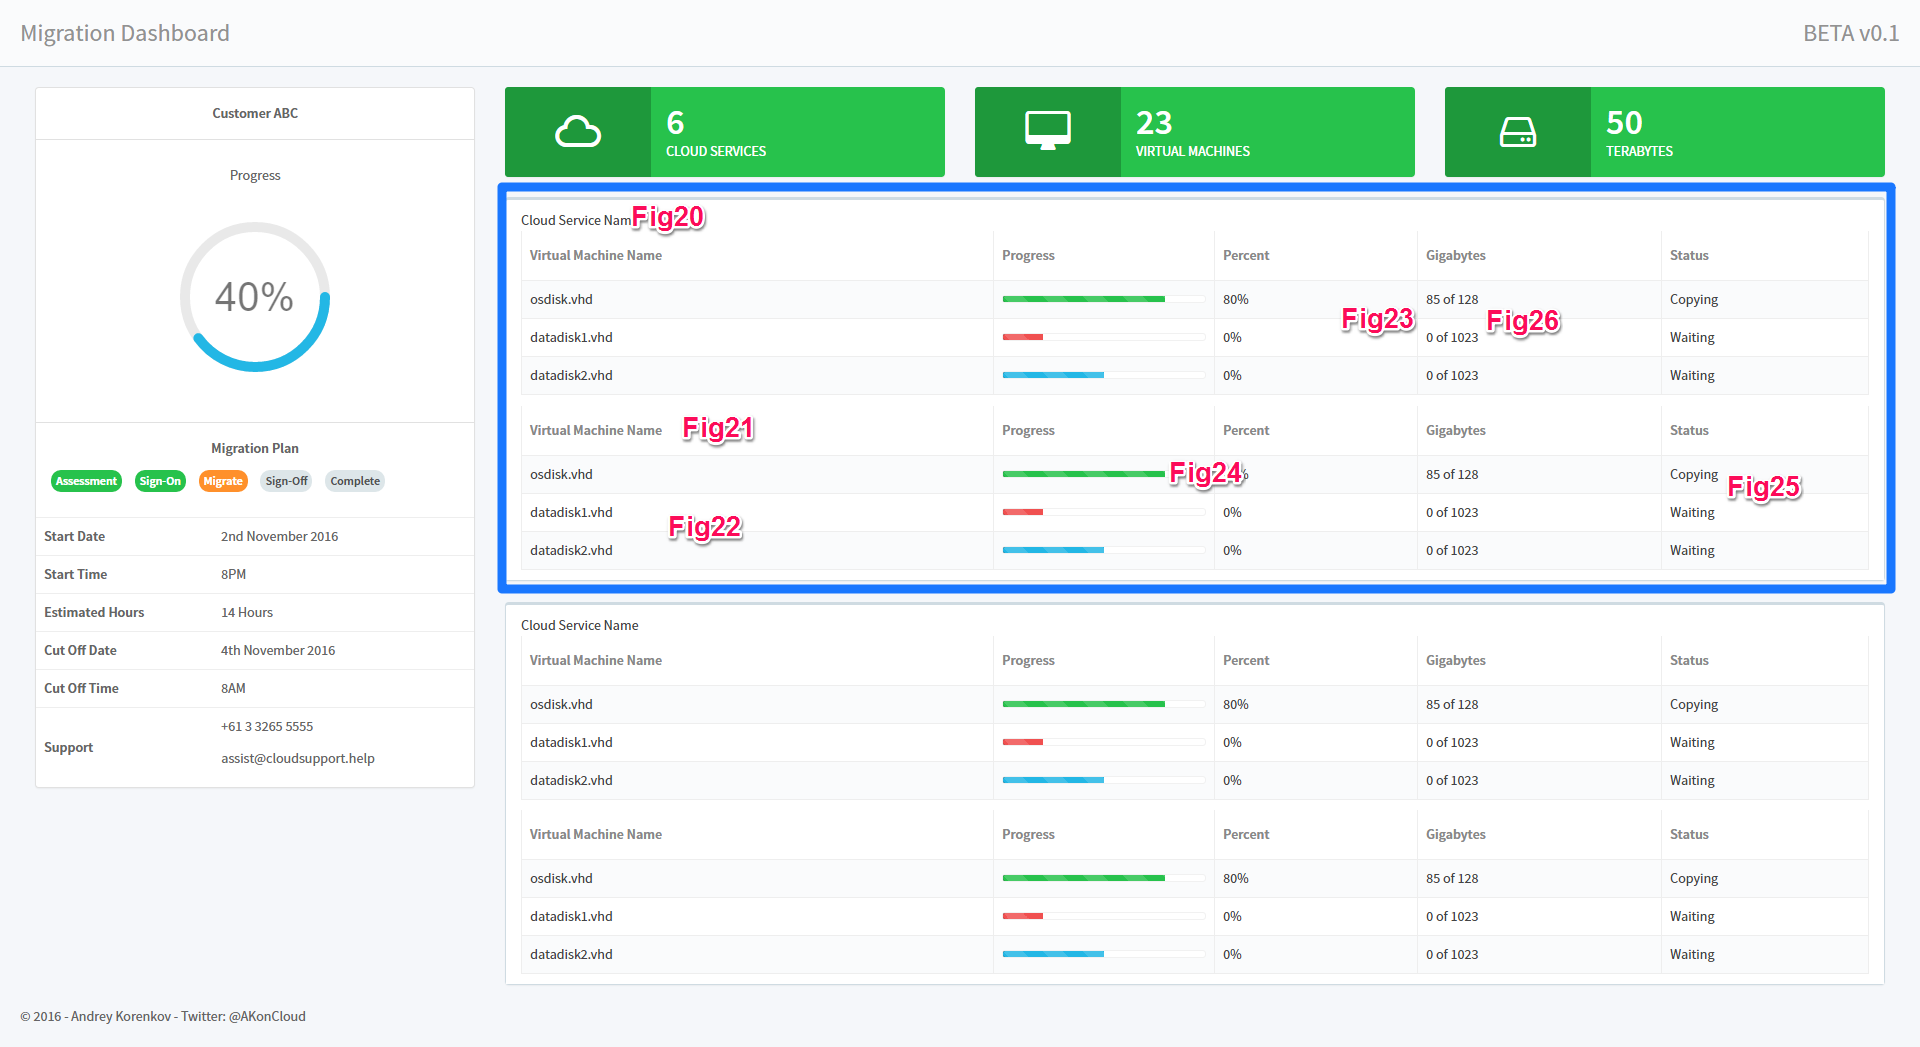 Migration Dashboard
BETA v0.1
Customer ABC
Progress
40%
Migration Plan
Assessment Sign-On Migrate Sign-Off Complete
Start Date 2nd November 2016
Start Time 8PM
Estimated Hours 14 Hours
Cut Off Date 4th November 2016
Cut Off Time 8AM
Support +61 3 3265 5555
assist@cloudsupport.help
6
CLOUD SERVICES
23
VIRTUAL MACHINES
50
TERABYTES
Cloud Service Nam Fig20
Virtual Machine Name Progress Percent Gigabytes Status
osdisk.vhd 80% 85 of 128 Copying
Fig23 Fig26
datadisk1.vhd 0% 0 of 1023 Waiting
datadisk2.vhd 0% 0 of 1023 Waiting
Virtual Machine Name Fig21 Progress Percent Gigabytes Status
osdisk.vhd Fig24 % 85 of 128 Copying
Fig25
datadisk1.vhd 0% 0 of 1023 Waiting
Fig22
datadisk2.vhd 0% 0 of 1023 Waiting
Cloud Service Name
Virtual Machine Name Progress Percent Gigabytes Status
osdisk.vhd 80% 85 of 128 Copying
datadisk1.vhd 0% 0 of 1023 Waiting
datadisk2.vhd 0% 0 of 1023 Waiting
Virtual Machine Name Progress Percent Gigabytes Status
osdisk.vhd 80% 85 of 128 Copying
datadisk1.vhd 0% 0 of 1023 Waiting
datadisk2.vhd 0% 0 of 1023 Waiting
© 2016 - Andrey Korenkov - Twitter: @AKonCloud